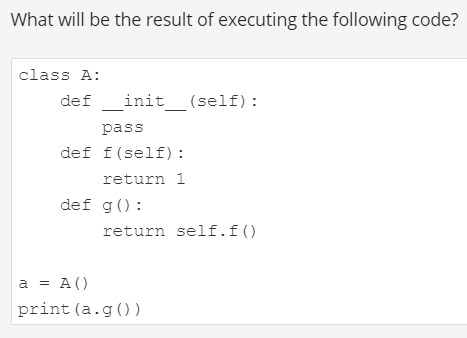 What will be the result of executing the following code?
class A:
    def __init__(self):
        pass
    def f(self):
        return 1
    def g():
        return self.f()
a = A()
print(a.g())